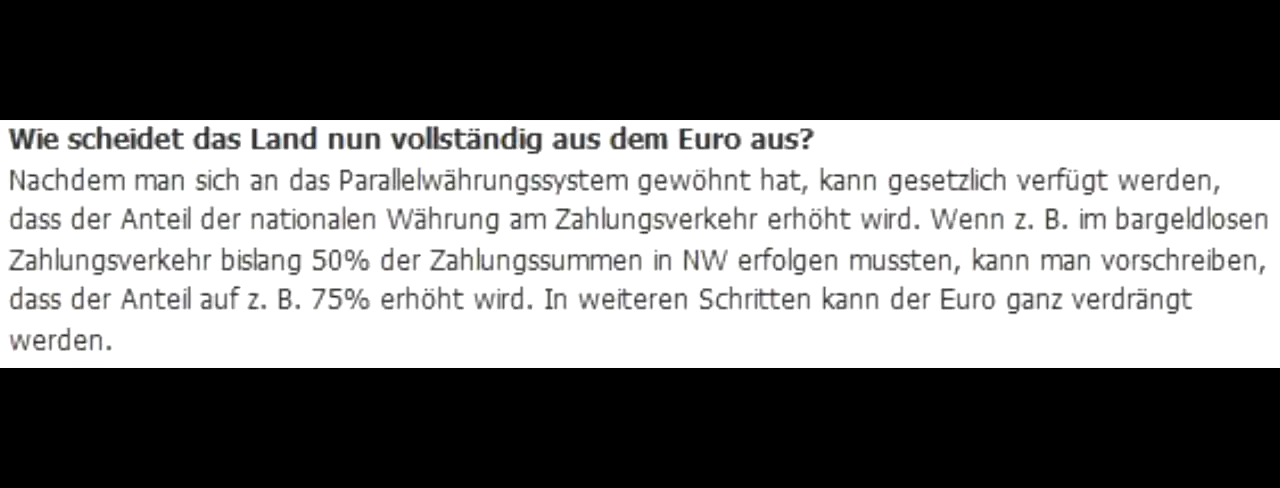 Wie scheidet das Land nun vollständig aus dem Euro aus?
Nachdem man sich an das Parallelwährungssystem gewöhnt hat, kann gesetzlich verfügt werden,
dass der Anteil der nationalen Währung am Zahlungsverkehr erhöht wird. Wenn z. B. im bargeldlosen
Zahlungsverkehr bislang 50% der Zahlungssummen in NW erfolgen mussten, kann man vorschreiben,
dass der Anteil auf z. B. 75% erhöht wird. In weiteren Schritten kann der Euro ganz verdrängt
werden.